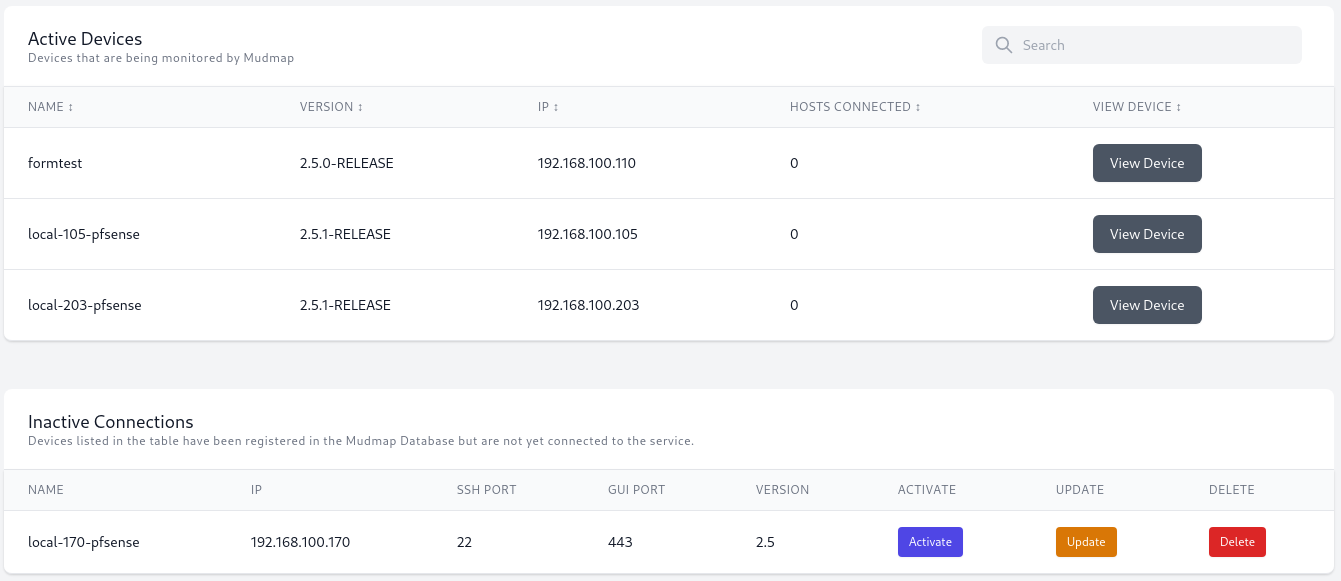 Active Devices
Devices that are being monitored by Mudmap
Search
NAME ↕ VERSION ↕ IP ↕ HOSTS CONNECTED ↕ VIEW DEVICE ↕
formtest 2.5.0-RELEASE 192.168.100.110 0 View Device
local-105-pfsense 2.5.1-RELEASE 192.168.100.105 0 View Device
local-203-pfsense 2.5.1-RELEASE 192.168.100.203 0 View Device
Inactive Connections
Devices listed in the table have been registered in the Mudmap Database but are not yet connected to the service.
NAME IP SSH PORT GUI PORT VERSION ACTIVATE UPDATE DELETE
local-170-pfsense 192.168.100.170 22 443 2.5 Activate Update Delete